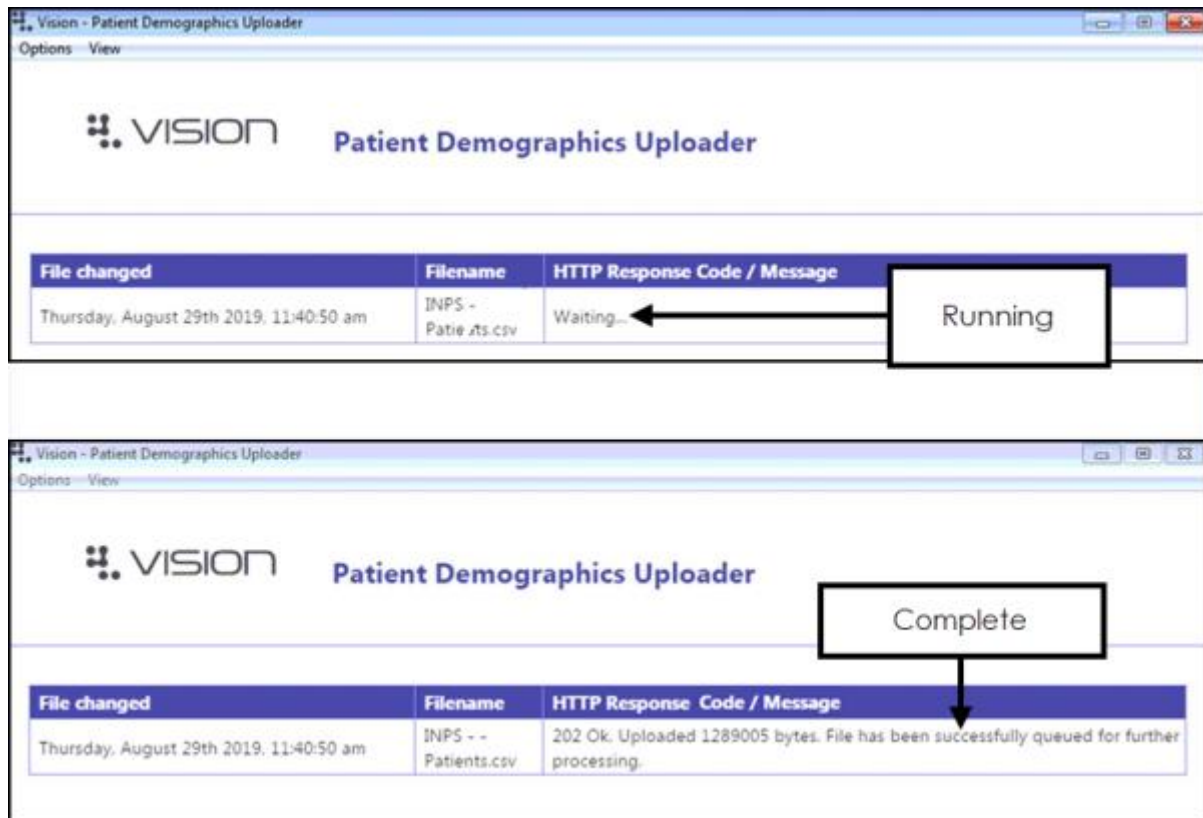 Vision - Patient Demographics Uploader
Options View
VISION
Patient Demographics Uploader
File changed Filename HTTP Response Code / Message
Thursday, August 29th 2019, 11:40:50 am
INPS -
Patients.csv
Waiting...
Running
Vision - Patient Demographics Uploader
Options View
VISION
Patient Demographics Uploader
Complete
File changed Filename HTTP Response Code / Message
Thursday, August 29th 2019, 11:40:50 am
INPS - -
Patients.csv
202 Ok. Uploaded 1289005 bytes. File has been successfully queued for further
processing.